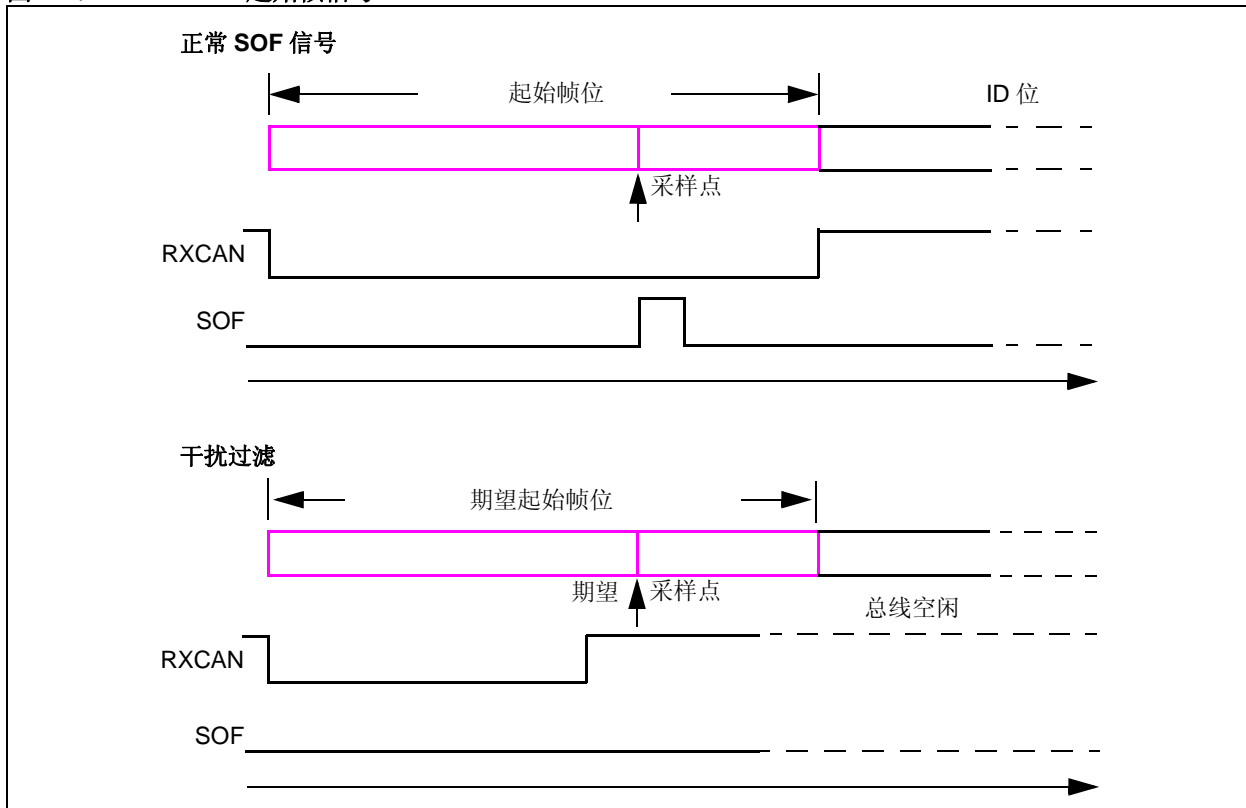 正常 SOF 信号
起始帧位
ID 位
采样点
RXCAN
SOF
干扰过滤
期望起始帧位
期望
采样点
总线空闲
RXCAN
SOF